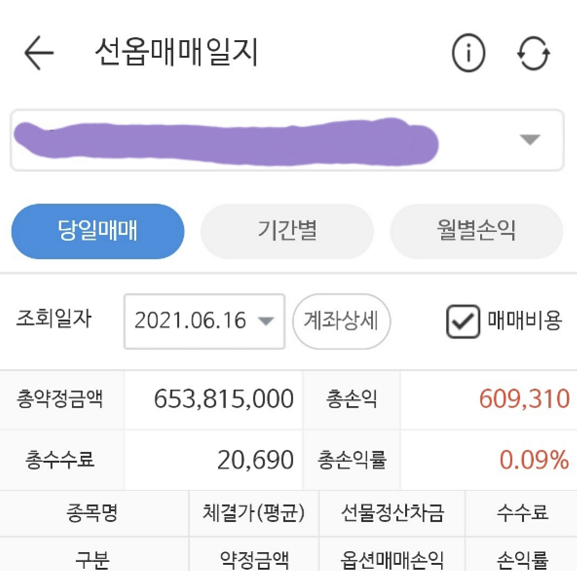 선옵매매일지
당일매매 기간별 월별손익
조회일자 2021.06.16 계좌상세 매매비용
총약정금액 653,815,000 총손익 609,310
총수수료 20,690 총손익률 0.09%
종목명 체결가(평균) 선물정산차금 수수료
구분 약정금액 옵션매매손익 손익률